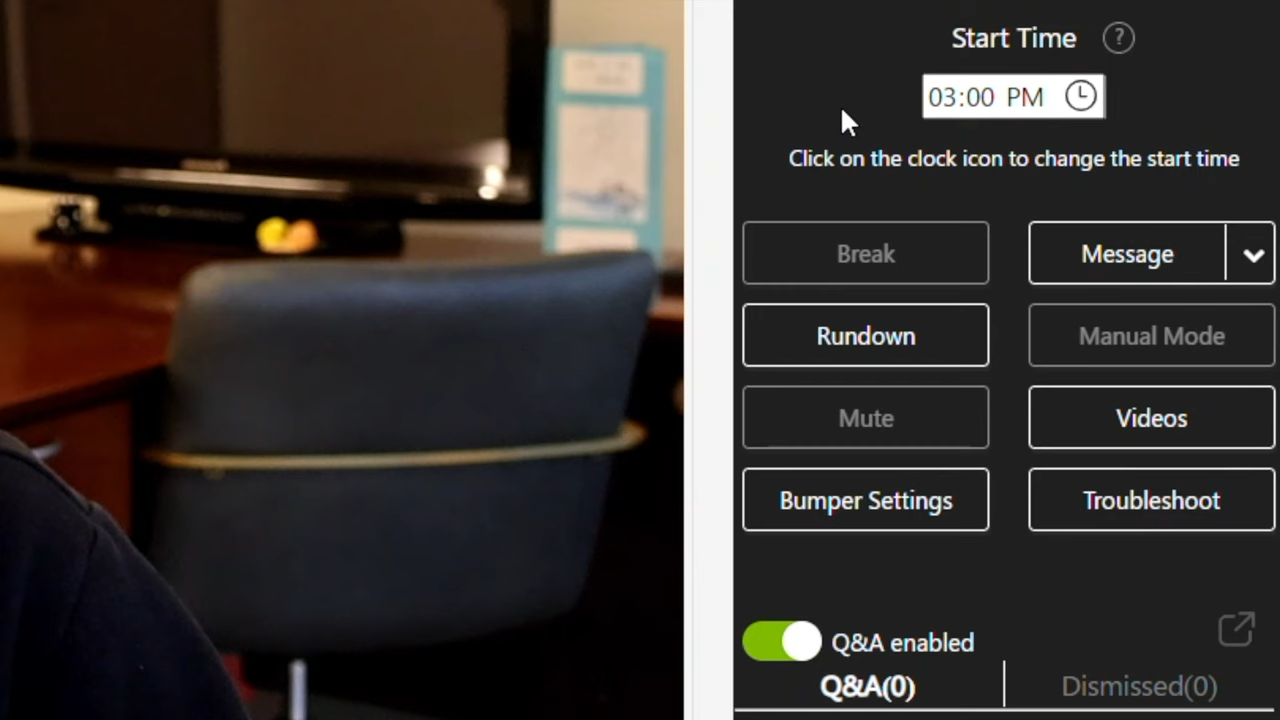 Start Time ?
03:00 PM
Click on the clock icon to change the start time
Break Message
Rundown Manual Mode
Mute Videos
Bumper Settings Troubleshoot
Q&A enabled
Q&A(0) Dismissed(0)